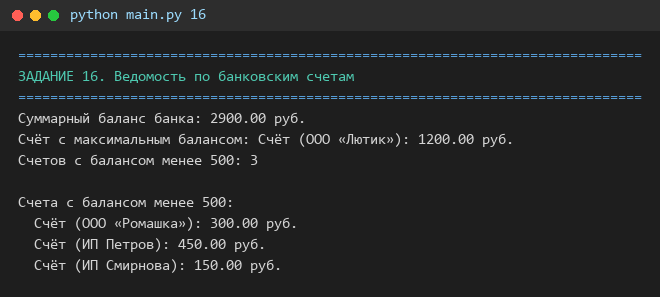 python main.py 16
==============================================================================
ЗАДАНИЕ 16. Ведомость по банковским счетам
==============================================================================
Суммарный баланс банка: 2900.00 руб.
Счёт с максимальным балансом: Счёт (ООО «Лютик»): 1200.00 руб.
Счетов с балансом менее 500: 3
Счета с балансом менее 500:
Счёт (ООО «Ромашка»): 300.00 руб.
Счёт (ИП Петров): 450.00 руб.
Счёт (ИП Смирнова): 150.00 руб.